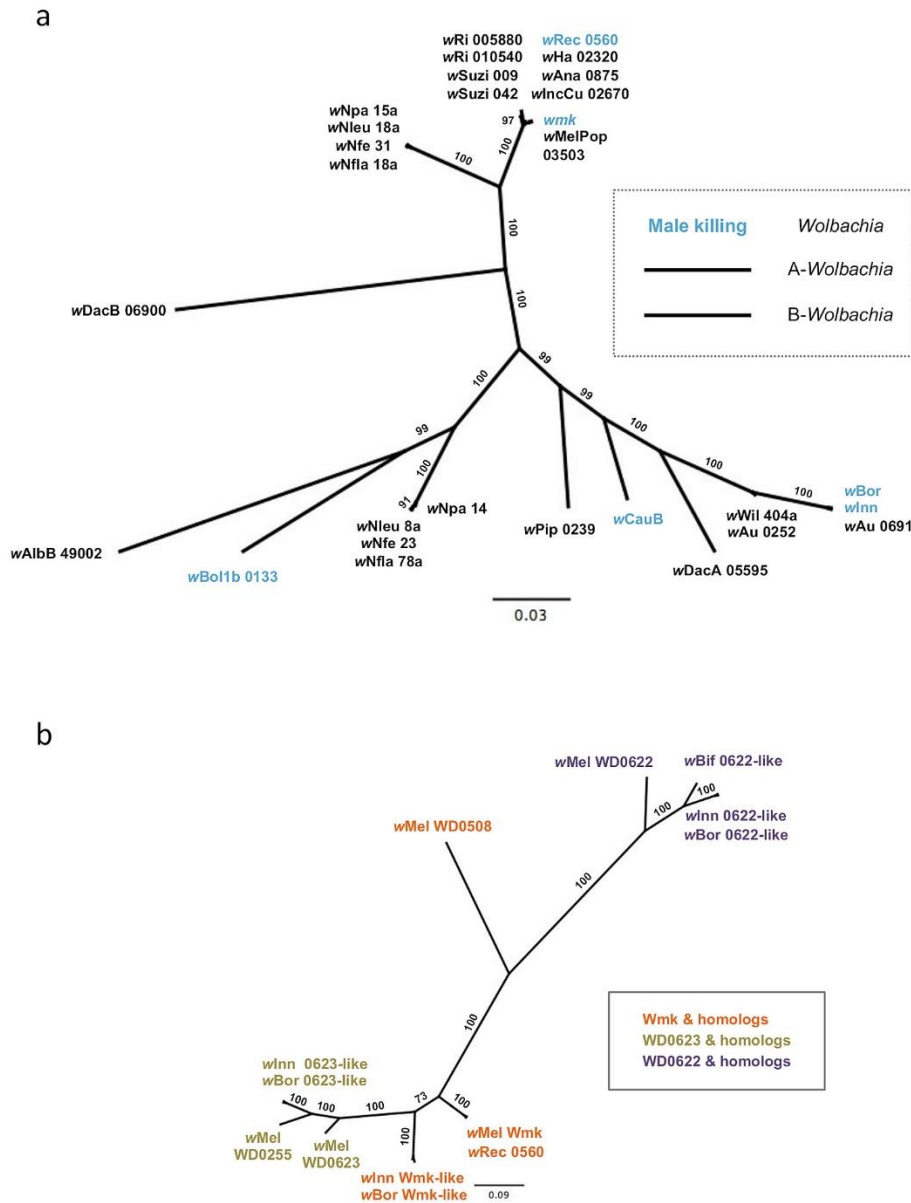 a
wRi 005880 wRec 0560
wRi 010540 wHa 02320
wSuzi 009 wAna 0875
wSuzi 042 wIncCu 02670
wNpa 15a
wNleu 18a
wNfe 31
wNfla 18a
97
wmk
wMelPop
03503
100
100
100
Male killing Wolbachia
A-Wolbachia
B-Wolbachia
wDacB 06900
100
99
100
99
99
100
100
100
91
100
wNpa 14
wNleu 8a
wNfe 23
wNfla 78a
wAlbB 49002
wBol1b 0133
wPip 0239
wCauB
wWil 404a
wAu 0252
wBor
wInn
wAu 0691
wDacA 05595
0.03
b
wMel WD0622
wBif 0622-like
100
100
wInn 0622-like
wBor 0622-like
wMel WD0508
100
100
Wmk & homologs
WD0623 & homologs
WD0622 & homologs
wInn 0623-like
wBor 0623-like
100
100
100
73
100
100
wMel
WD0255
wMel
WD0623
wMel Wmk
wRec 0560
wInn Wmk-like
wBor Wmk-like
0.09